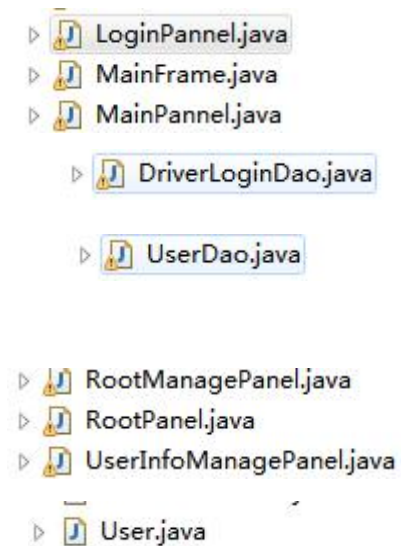 LoginPannel.java
MainFrame.java
MainPannel.java
DriverLoginDao.java
UserDao.java
RootManagePanel.java
RootPanel.java
UserInfoManagePanel.java
User.java